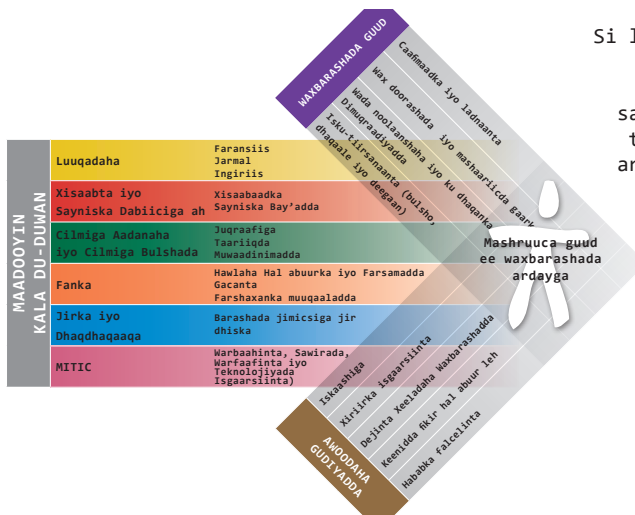 Si I
sa
t
ar
WAXBARASHADA GUUD
Caafimaadka iyo ladnaanta
Wax doorashada iyo mashaariicda gaark
Wada noolaanshaha iyo ku dhaqanka
Dimuqraadiyadda
Isku-tiirsanaanta (bulsho,
dhaqaale iyo deegaan)
MAADOOYIN
KALA DU-DUWAN
Luuqadaha
Faransiis
Jarmal
Ingiriis
Xisaabta iyo
Sayniska Dabiiciga ah
Xisaabaadka
Sayniska Bay'adda
Cilmiga Aadanaha
iyo Cilmiga Bulshada
Juqraafiga
Taariiqda
Muwaadinimadda
Fanka
Hawlaha Hal abuurka iyo Farsamadda
Gacanta
Farshaxanka muuqaaladda
Jirka iyo
Dhaqdhaqaaqa
Barashada jimicsiga jir
dhiska
MITIC
Warbaahinta, Sawirada,
Warfaafinta iyo
Teknolojiyada
Isgaarsiinta)
Mashruuca guud
ee waxbarashada
ardayga
Iskaashiga
Xiriirka isgaarsiinta
Dejinta Xeeladaha Waxbarashadda
Keenidda fikir hal abuur leh
Hababka falcelinta
AWOODAHA
GUDIYADDA